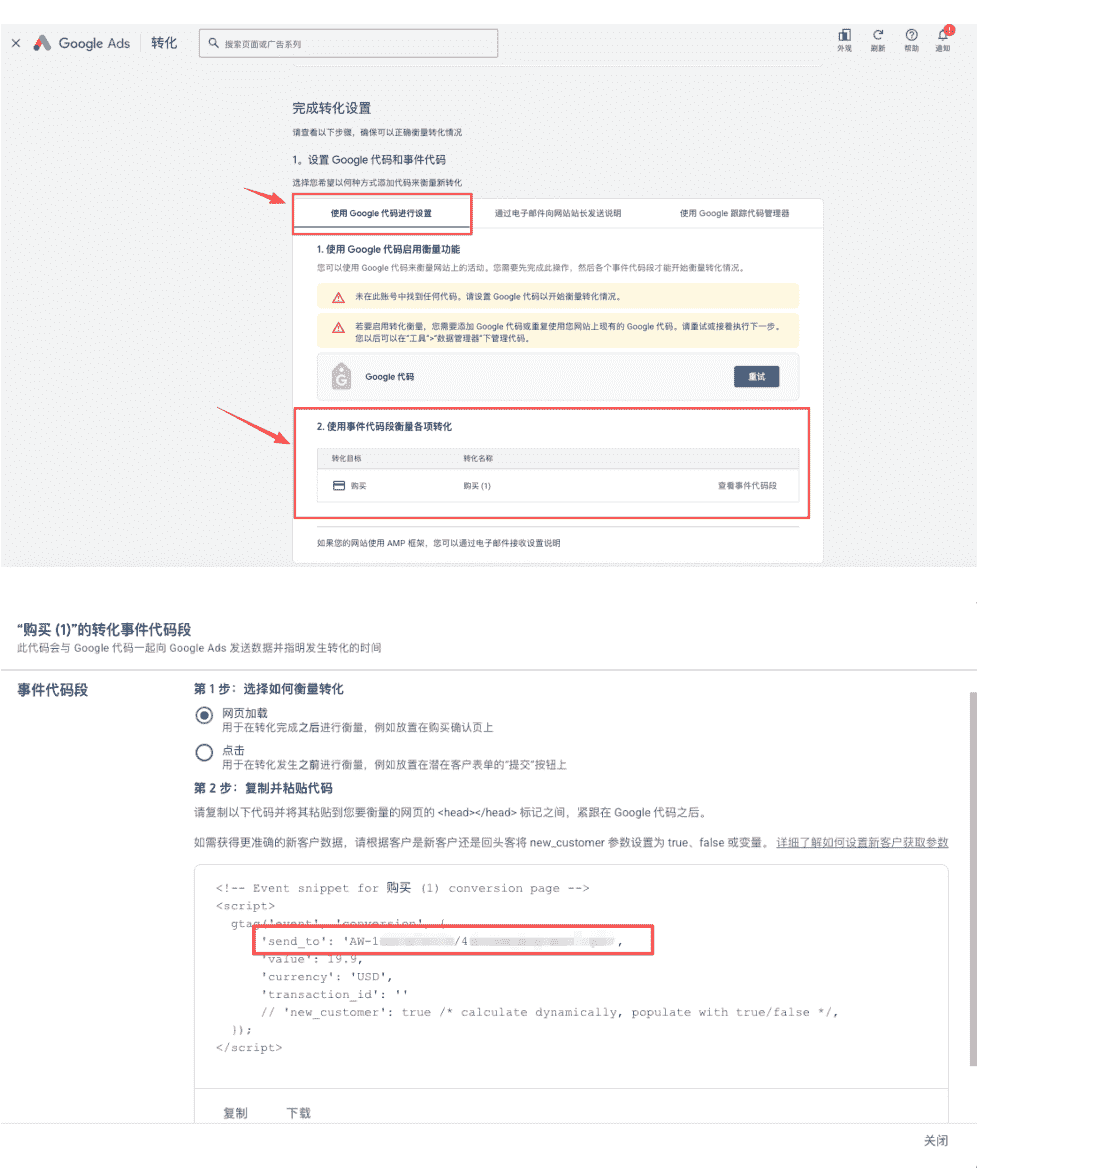 Google Ads 转化 搜索页面或广告系列 外观 刷新 帮助 通知
完成转化设置
请查看以下步骤，确保可以正确衡量转化情况
1。设置 Google 代码和事件代码
选择您希望以何种方式添加代码来衡量新转化
使用 Google 代码进行设置 通过电子邮件向网站站长发送说明 使用 Google 跟踪代码管理器
1. 使用 Google 代码启用衡量功能
您可以使用 Google 代码来衡量网站上的活动。您需要先完成此操作，然后各个事件代码段才能开始衡量转化情况。
未在此账号中找到任何代码。请设置 Google 代码以开始衡量转化情况。
若要启用转化衡量，您需要添加 Google 代码或重复使用您网站上现有的 Google 代码。请重试或接着执行下一步。
您以后可以在“工具”>“数据管理器”下管理代码。
G Google 代码 重试
2. 使用事件代码段衡量各项转化
转化目标 转化名称
购买 购买 (1) 查看事件代码段
如果您的网站使用 AMP 框架，您可以通过电子邮件接收设置说明
“购买 (1)”的转化事件代码段
此代码会与 Google 代码一起向 Google Ads 发送数据并指明发生转化的时间
事件代码段
第 1 步：选择如何衡量转化
网页加载
用于在转化完成之后进行衡量，例如放置在购买确认页上
点击
用于在转化发生之前进行衡量，例如放置在潜在客户表单的“提交”按钮上
第 2 步：复制并粘贴代码
请复制以下代码并将其粘贴到您要衡量的网页的 <head></head> 标记之间，紧跟在 Google 代码之后。
如需获得更准确的新客户数据，请根据客户是新客户还是回头客将 new_customer 参数设置为 true、false 或变量。 详细了解如何设置新客户获取参数
<!-- Event snippet for 购买 (1) conversion page -->
<script>
gtag('event', 'conversion', {
'send_to': 'AW-1 /4 ',
'value': 19.9,
'currency': 'USD',
'transaction_id': ''
// 'new_customer': true /* calculate dynamically, populate with true/false */,
});
</script>
复制 下载
关闭